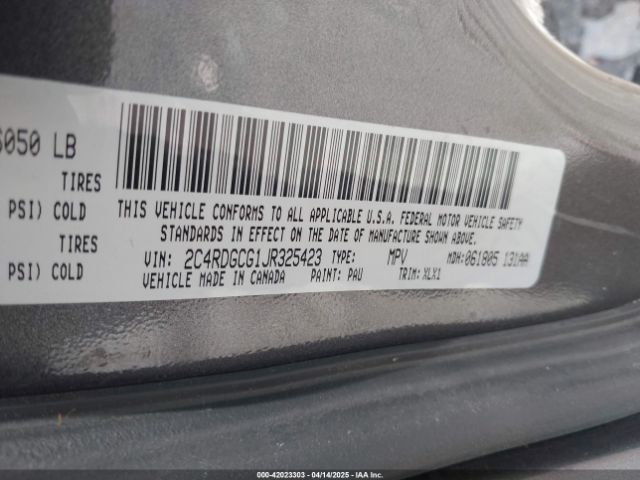 6050 LB
TIRES
PSI) COLD
TIRES
PSI) COLD
THIS VEHICLE CONFORMS TO ALL APPLICABLE U.S.A. FEDERAL MOTOR VEHICLE SAFETY
STANDARDS IN EFFECT ON THE DATE OF MANUFACTURE SHOWN ABOVE.
VIN: 2C4RDGCG1JR325423 TYPE: MPV MDH:061805 131AA
VEHICLE MADE IN CANADA PAINT: PAU TRIM: XLX1
000-42023303 - 04/14/2025 - IAAI.COM